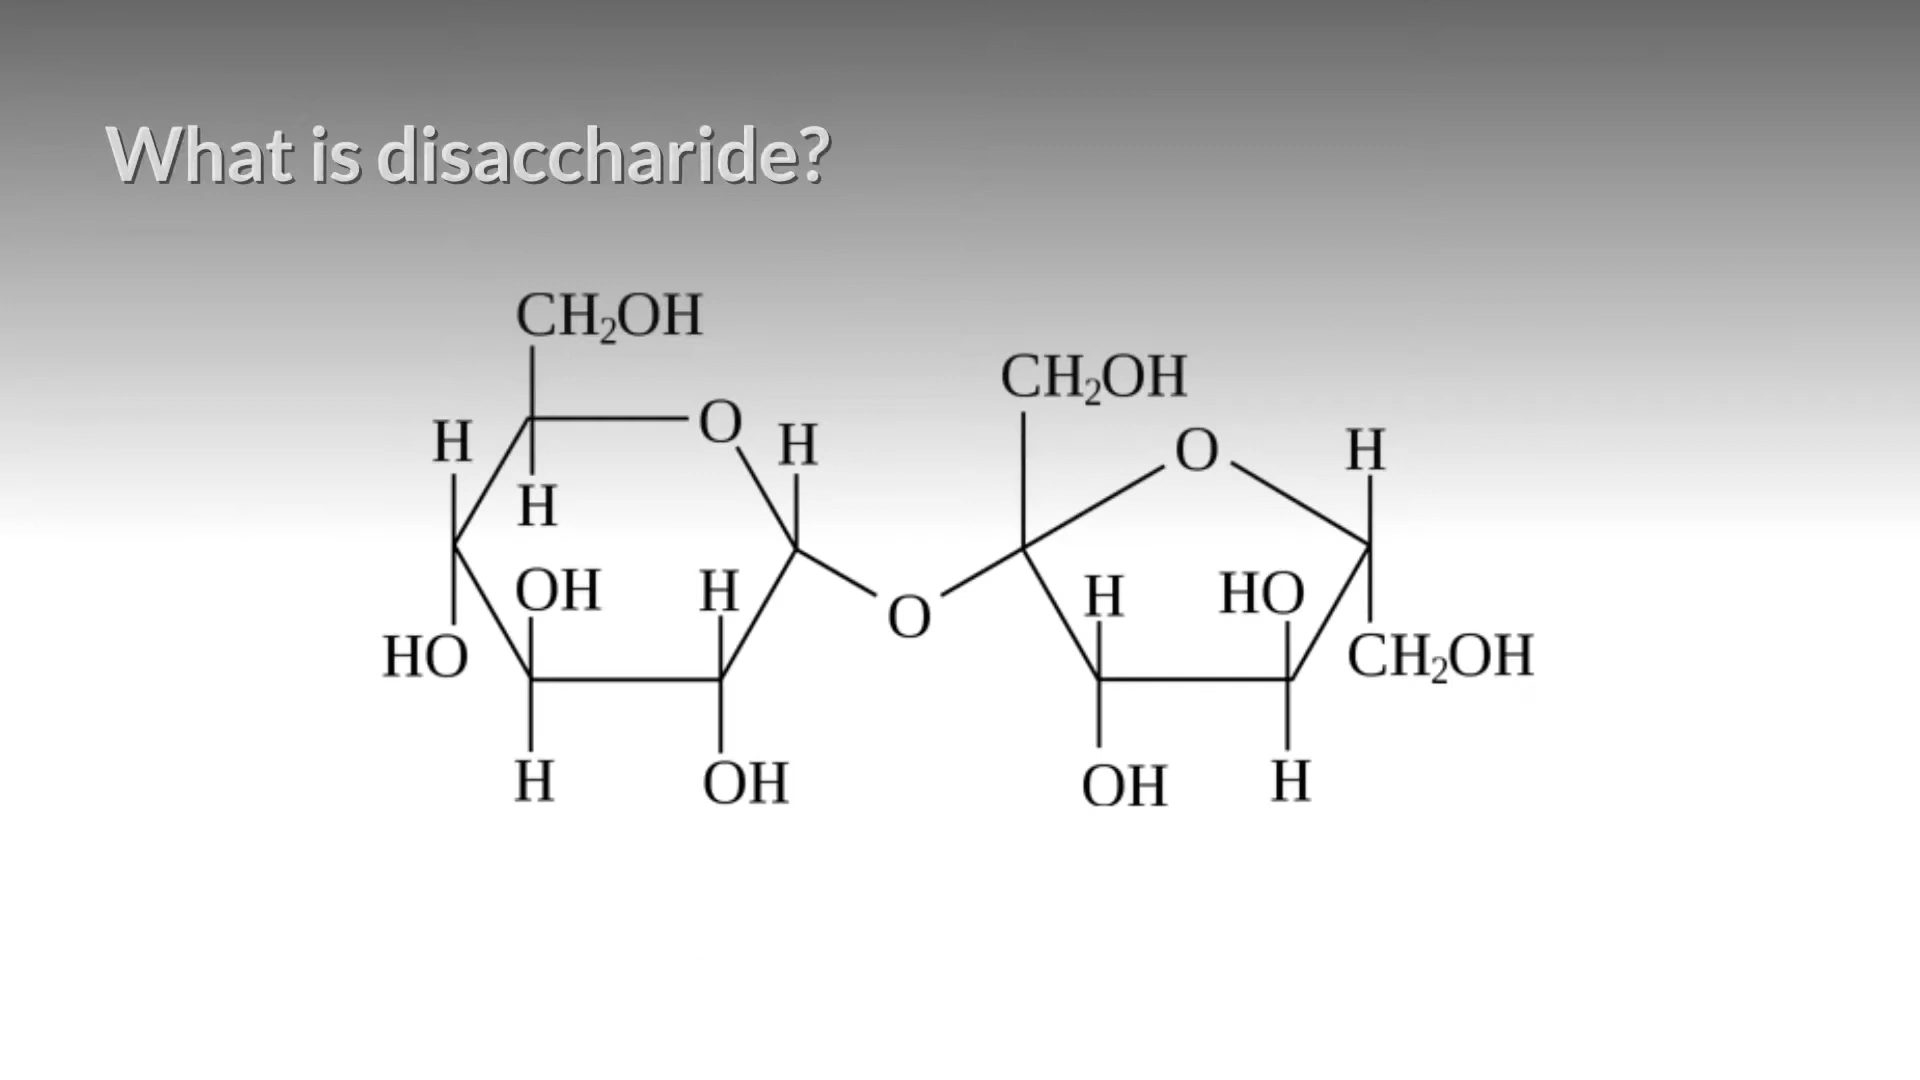 What is disaccharide?
CH₂OH
CH₂OH
H O H O H
H
OH H O H HO
HO CH₂OH
H OH OH H